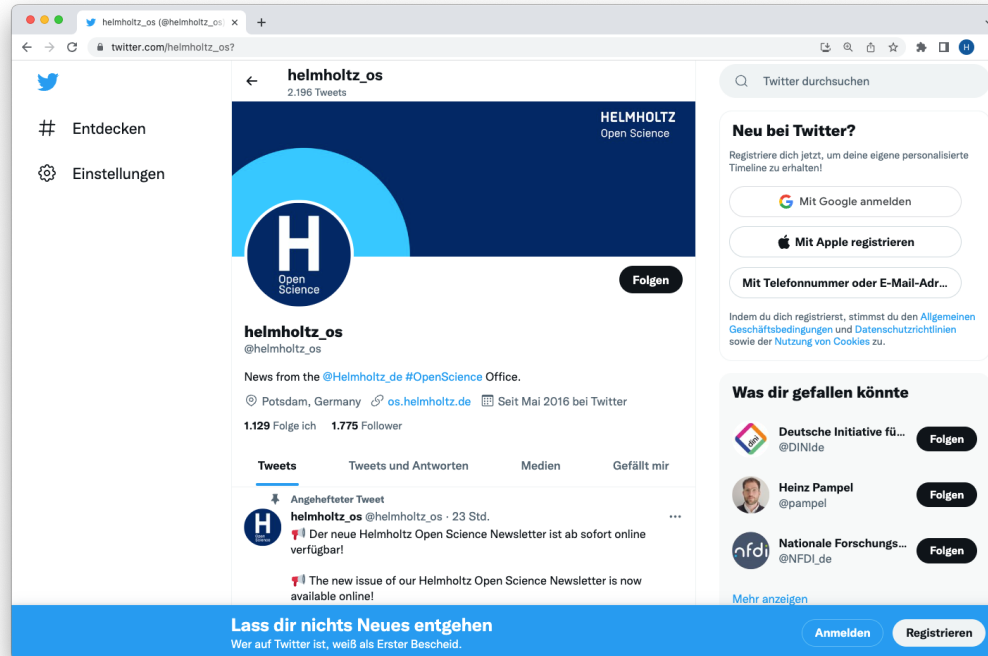 helmholtz_os (@helmholtz_os)
twitter.com/helmholtz_os?
H
Entdecken
Einstellungen
helmholtz_os
2.196 Tweets
HELMHOLTZ
Open Science
H
Open
Science
Folgen
helmholtz_os
@helmholtz_os
News from the @Helmholtz_de #OpenScience Office.
Potsdam, Germany os.helmholtz.de Seit Mai 2016 bei Twitter
1.129 Folge ich 1.775 Follower
Tweets Tweets und Antworten Medien Gefällt mir
Angehefteter Tweet
helmholtz_os @helmholtz_os · 23 Std.
H
Open
Science
Der neue Helmholtz Open Science Newsletter ist ab sofort online
verfügbar!
The new issue of our Helmholtz Open Science Newsletter is now
available online!
Twitter durchsuchen
Neu bei Twitter?
Registriere dich jetzt, um deine eigene personalisierte
Timeline zu erhalten!
Mit Google anmelden
Mit Apple registrieren
Mit Telefonnummer oder E-Mail-Adr...
Indem du dich registrierst, stimmst du den Allgemeinen
Geschäftsbedingungen und Datenschutzrichtlinien
sowie der Nutzung von Cookies zu.
Was dir gefallen könnte
dini
Deutsche Initiative fü...
@DINIde
Folgen
Heinz Pampel
@pampel
Folgen
nfdi
Nationale Forschungs...
@NFDI_de
Folgen
Mehr anzeigen
Lass dir nichts Neues entgehen
Wer auf Twitter ist, weiß als Erster Bescheid.
Anmelden
Registrieren